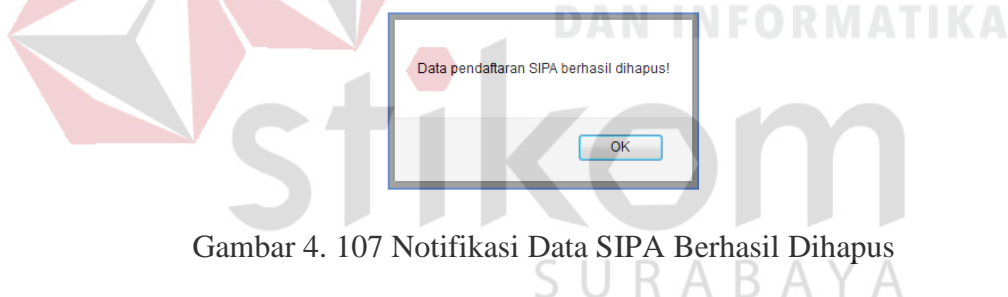 DAN INFORMATIKA
Data pendaftaran SIPA berhasil dihapus!
OK
stikom
Gambar 4. 107 Notifikasi Data SIPA Berhasil Dihapus
SURABAYA